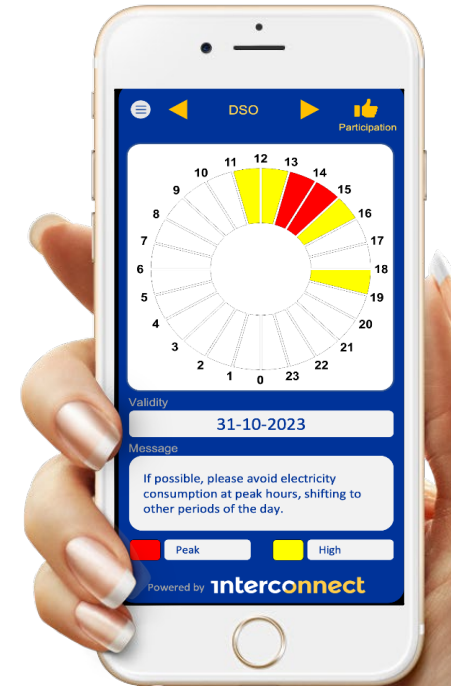 DSO
Participation
0
1
2
3
4
5
6
7
8
9
10
11
12
13
14
15
16
17
18
19
20
21
22
23
Validity
31-10-2023
Message
If possible, please avoid electricity
consumption at peak hours, shifting to
other periods of the day.
Peak
High
Powered by interconnect